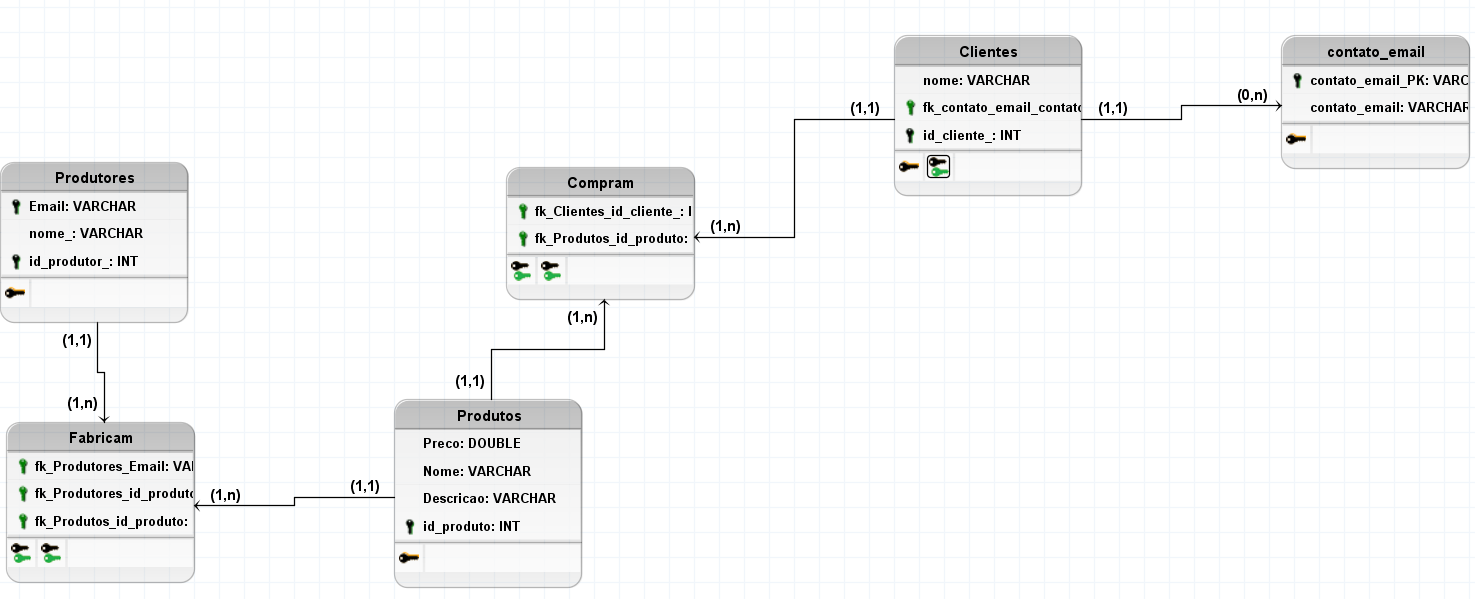 Clientes
nome: VARCHAR
fk_contato_email_contato
id_cliente_: INT
contato_email
contato_email_PK: VARC
contato_email: VARCHAR
(1,1)
(1,1)
(0,n)
Produtores
Email: VARCHAR
nome_: VARCHAR
id_produtor_: INT
Compram
fk_Clientes_id_cliente_: I
fk_Produtos_id_produto:
(1,n)
(1,n)
(1,1)
(1,1)
(1,n)
Fabricam
fk_Produtores_Email: VA
fk_Produtores_id_produto
fk_Produtos_id_produto:
(1,n)
(1,1)
Produtos
Preco: DOUBLE
Nome: VARCHAR
Descricao: VARCHAR
id_produto: INT